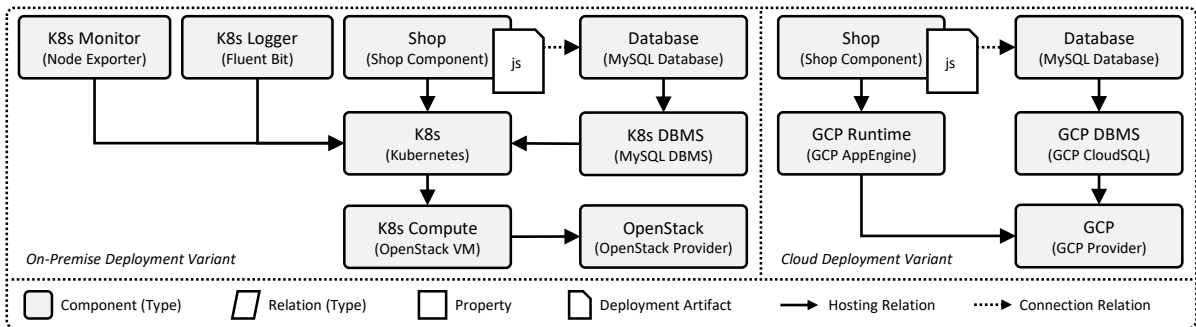 K8s Monitor
(Node Exporter)
K8s Logger
(Fluent Bit)
Shop
(Shop Component)
js
Database
(MySQL Database)
K8s
(Kubernetes)
K8s DBMS
(MySQL DBMS)
K8s Compute
(OpenStack VM)
OpenStack
(OpenStack Provider)
On-Premise Deployment Variant
Shop
(Shop Component)
js
Database
(MySQL Database)
GCP Runtime
(GCP AppEngine)
GCP DBMS
(GCP CloudSQL)
GCP
(GCP Provider)
Cloud Deployment Variant
Component (Type)
Relation (Type)
Property
Deployment Artifact
Hosting Relation
Connection Relation